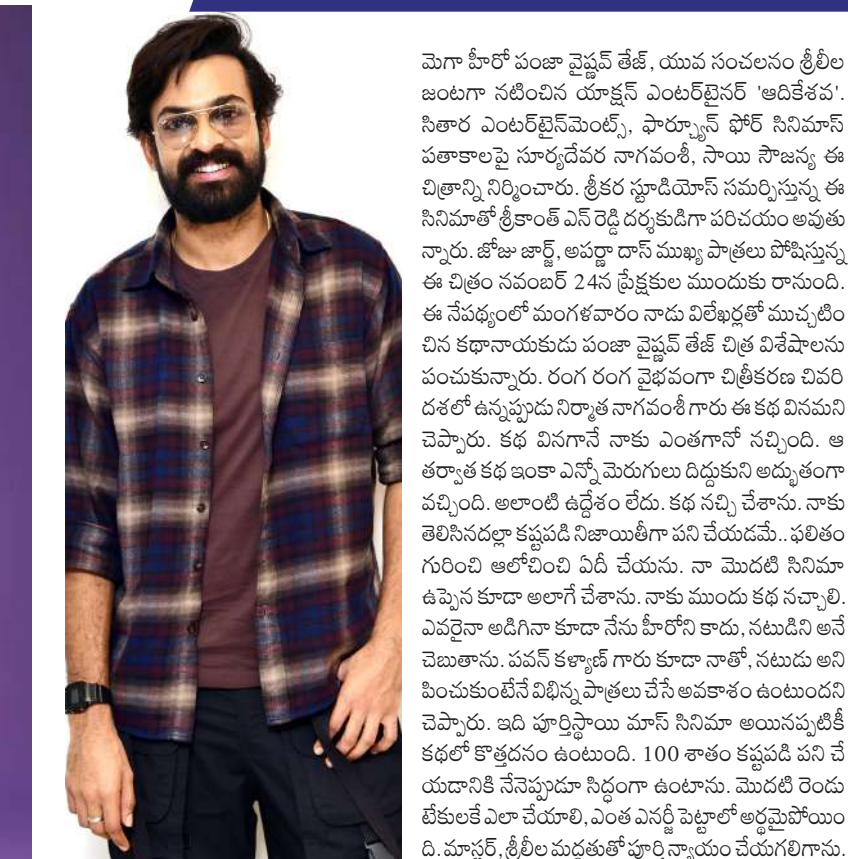 మెగా హీరో పంజా వైష్ణవ్ తేజ్, యువ సంచలనం శ్రీలీల
జంటగా నటించిన యాక్షన్ ఎంటర్‌టైనర్ 'ఆదికేశవ'.
సితార ఎంటర్‌టైన్‌మెంట్స్, ఫార్చ్యూన్ ఫోర్ సినిమాస్
పతాకాలపై సూర్యదేవర నాగవంశీ, సాయి సౌజన్య ఈ
చిత్రాన్ని నిర్మించారు. శ్రీకర స్టూడియోస్ సమర్పిస్తున్న ఈ
సినిమాతో శ్రీకాంత్ ఎన్ రెడ్డి దర్శకుడిగా పరిచయం అవుతు
న్నారు. జోజు జార్జ్, అపర్ణా దాస్ ముఖ్య పాత్రలు పోషిస్తున్న
ఈ చిత్రం నవంబర్ 24న ప్రేక్షకుల ముందుకు రానుంది.
ఈ నేపథ్యంలో మంగళవారం నాడు విలేఖర్లతో ముచ్చటిం
చిన కథానాయకుడు పంజా వైష్ణవ్ తేజ్ చిత్ర విశేషాలను
పంచుకున్నారు. రంగ రంగ వైభవంగా చిత్రీకరణ చివరి
దశలో ఉన్నప్పుడు నిర్మాత నాగవంశీ గారు ఈ కథ వినమని
చెప్పారు. కథ వినగానే నాకు ఎంతగానో నచ్చింది. ఆ
తర్వాత కథ ఇంకా ఎన్నో మెరుగులు దిద్దుకుని అద్భుతంగా
వచ్చింది. అలాంటి ఉద్దేశం లేదు. కథ నచ్చి చేశాను. నాకు
తెలిసినదల్లా కష్టపడి నిజాయితీగా పని చేయడమే.. ఫలితం
గురించి ఆలోచించి ఏదీ చేయను. నా మొదటి సినిమా
ఉప్పెన కూడా అలాగే చేశాను. నాకు ముందు కథ నచ్చాలి.
ఎవరైనా అడిగినా కూడా నేను హీరోని కాదు, నటుడిని అనే
చెబుతాను. పవన్ కళ్యాణ్ గారు కూడా నాతో, నటుడు అని
పించుకుంటేనే విభిన్న పాత్రలు చేసే అవకాశం ఉంటుందని
చెప్పారు. ఇది పూర్తిస్థాయి మాస్ సినిమా అయినప్పటికీ
కథలో కొత్తదనం ఉంటుంది. 100 శాతం కష్టపడి పని చే
యడానికి నేనెప్పుడూ సిద్ధంగా ఉంటాను. మొదటి రెండు
టేకులకే ఎలా చేయాలి, ఎంత ఎనర్జీ పెట్టాలో అర్థమైపోయిం
ది. మాస్టర్, శ్రీలీల మద్దతుతో పూర్తి న్యాయం చేయగలిగాను.